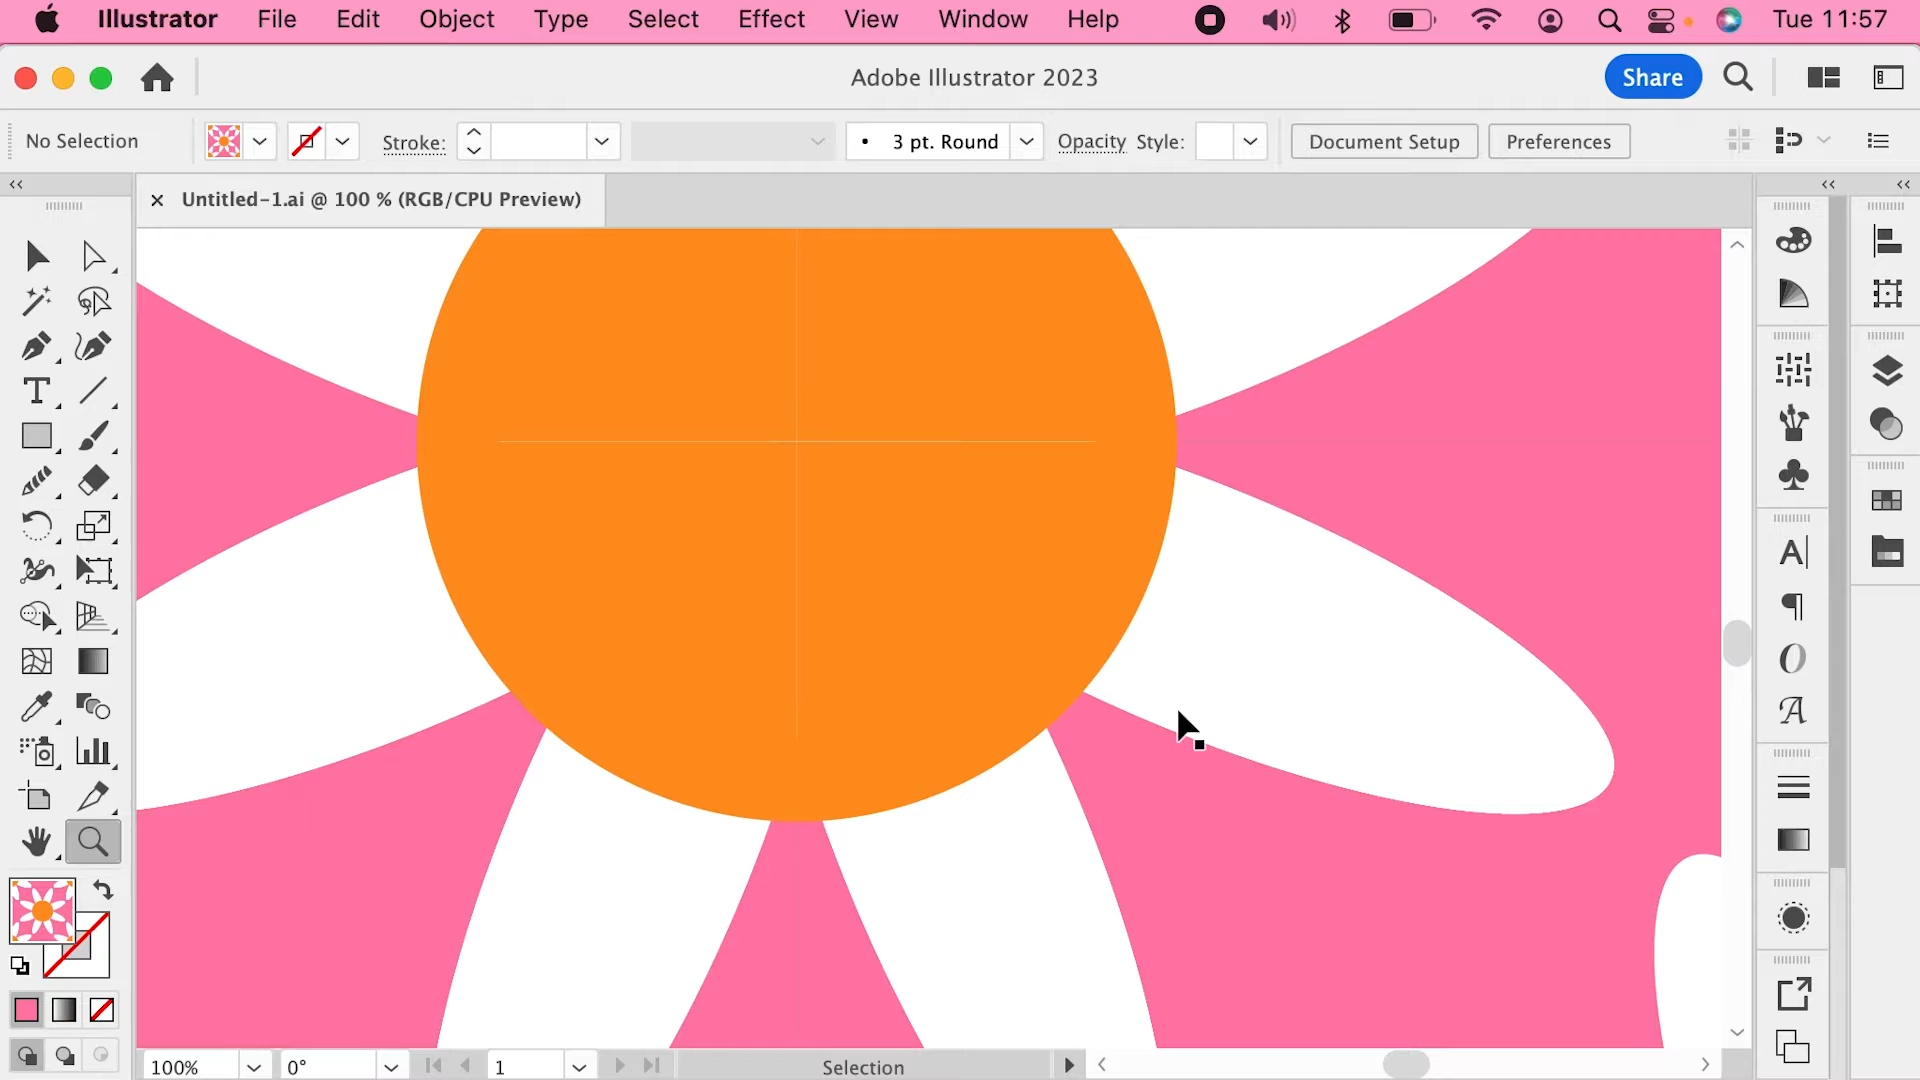 Illustrator File Edit Object Type Select Effect View Window Help Tue 11:57
Adobe Illustrator 2023 Share
No Selection Stroke: 3 pt. Round Opacity Style: Document Setup Preferences
× Untitled-1.ai @ 100 % (RGB/CPU Preview)
100% 0° 1 Selection